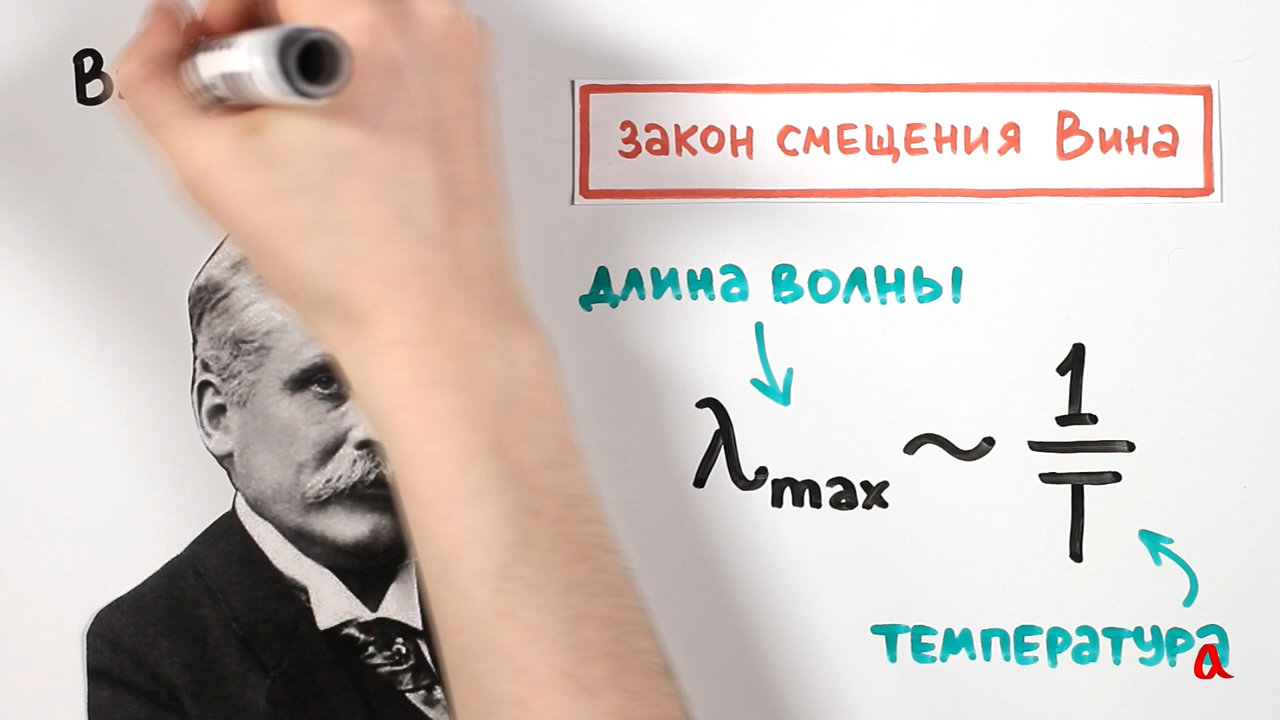 В
закон смещения Вина
длина волны
λmax ~ 1/T
температура
a